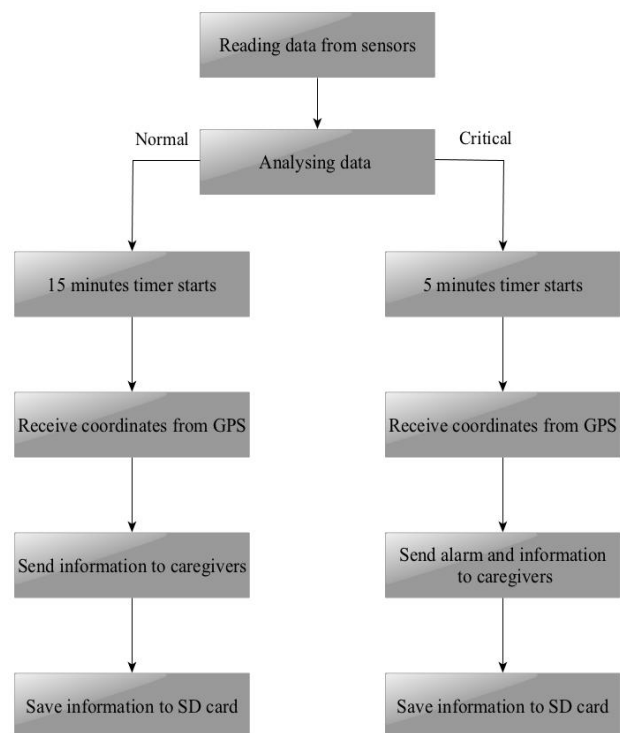 Reading data from sensors
Normal
Critical
Analysing data
15 minutes timer starts
5 minutes timer starts
Receive coordinates from GPS
Receive coordinates from GPS
Send information to caregivers
Send alarm and information
to caregivers
Save information to SD card
Save information to SD card